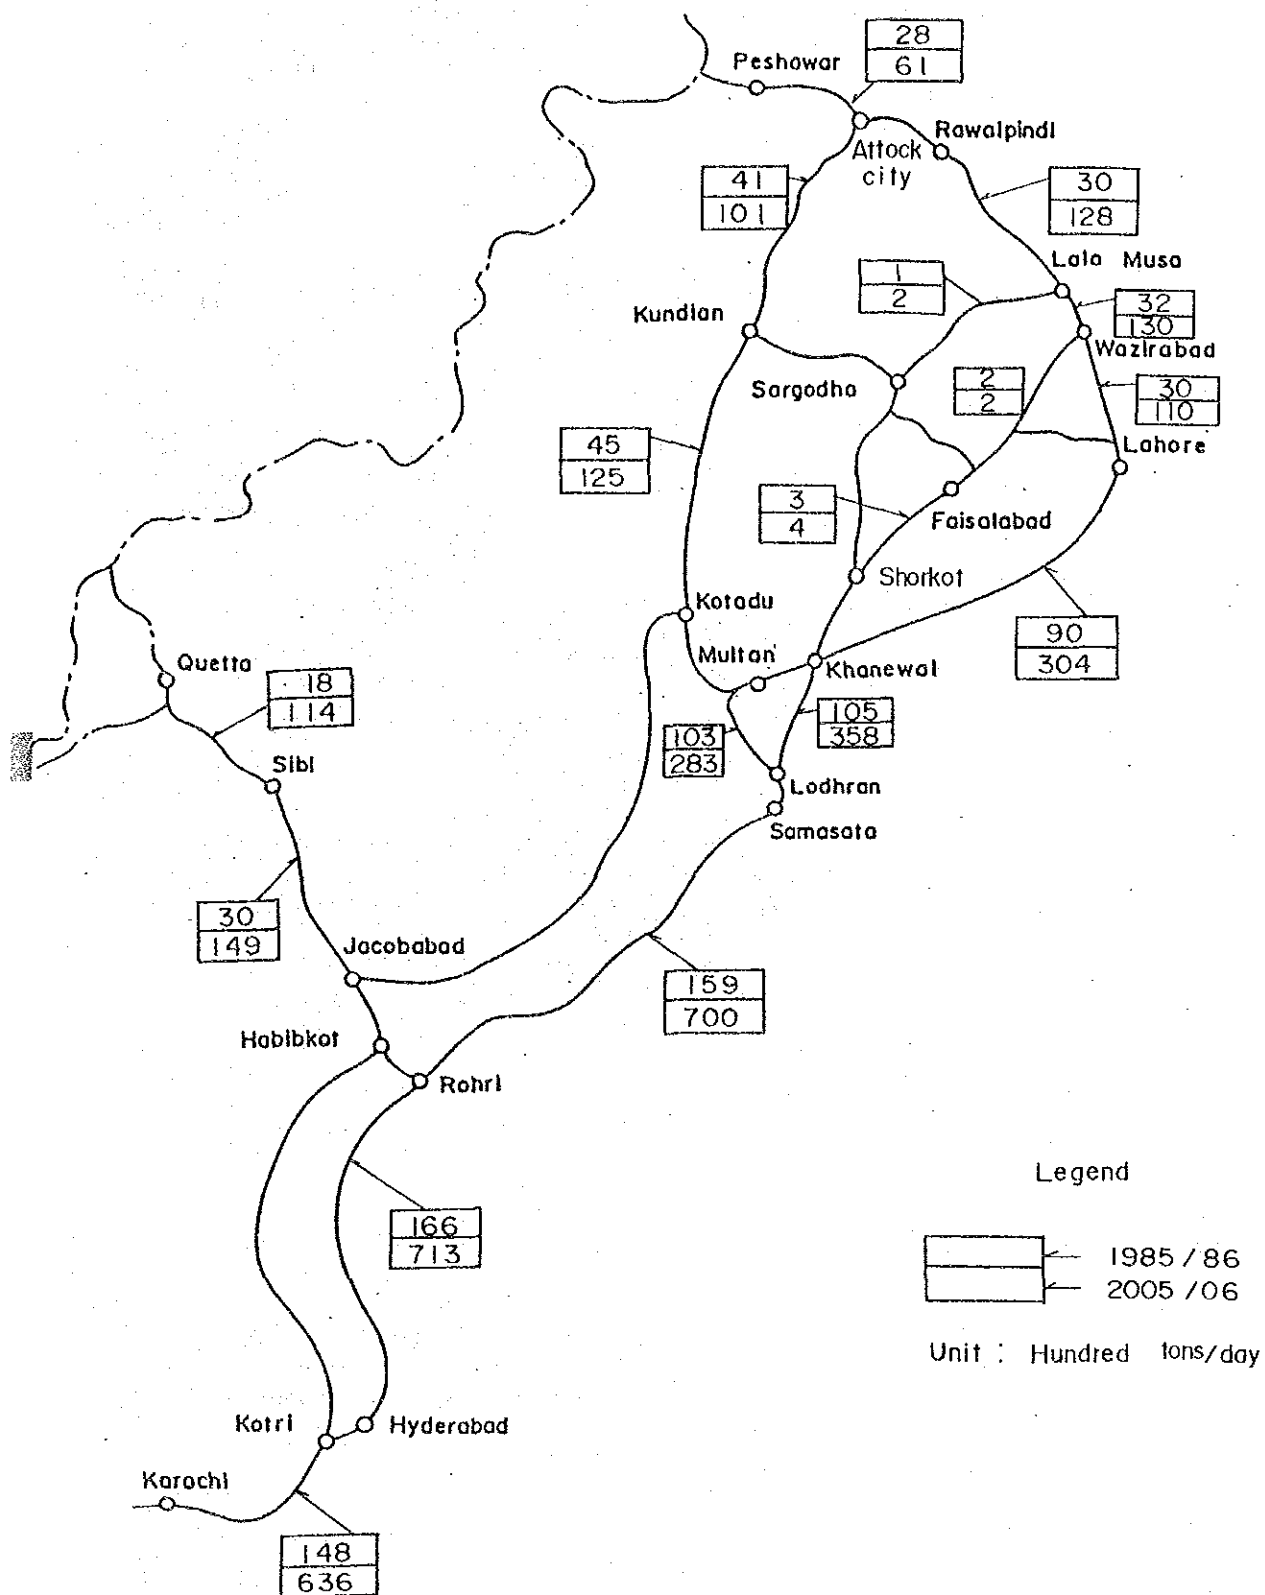 28
61
Peshawar
Rawalpindi
Attock
city
41
101
30
128
Lala Musa
1
2
32
130
Kundian
Wazirabad
Sargodha
2
2
30
110
Lahore
45
125
3
4
Faisalabad
Shorkot
Kotadu
90
304
Multan
Khanewal
Quetta
18
114
103
283
105
358
Sibi
Lodhran
Samasata
30
149
Jacobabad
159
700
Habibkot
Rohri
166
713
Legend
1985/86
2005/06
Unit : Hundred tons/day
Kotri
Hyderabad
Karachi
148
636